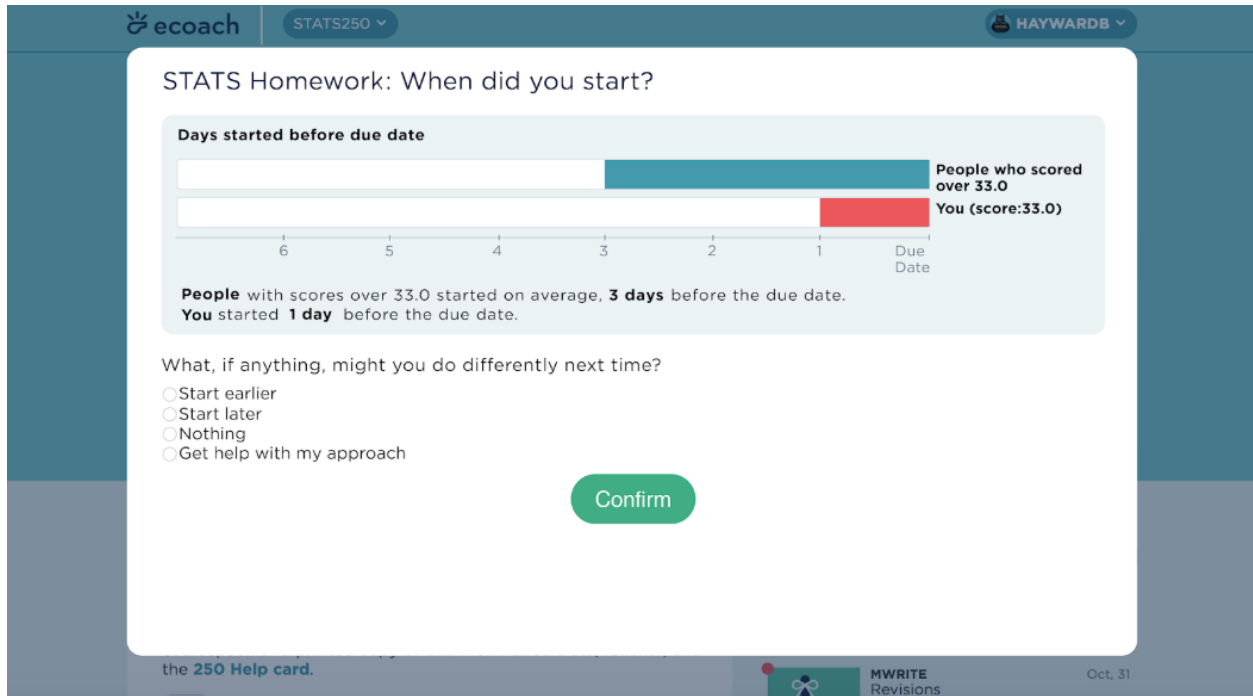 ecoach
STATS250
HAYWARDB
STATS Homework: When did you start?
Days started before due date
People who scored
over 33.0
You (score:33.0)
6 5 4 3 2 1 Due
Date
People with scores over 33.0 started on average, 3 days before the due date.
You started 1 day before the due date.
What, if anything, might you do differently next time?
Start earlier
Start later
Nothing
Get help with my approach
Confirm
the 250 Help card.
MWRITE
Oct, 31
Revisions